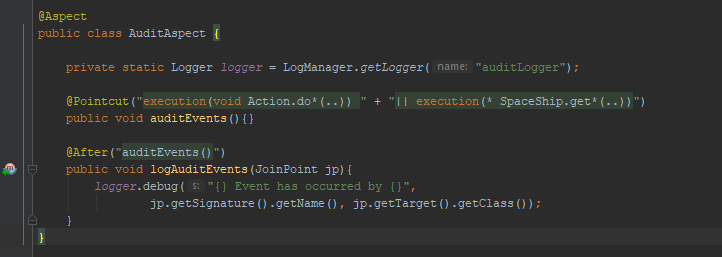 @Aspect
public class AuditAspect {
private static Logger logger = LogManager.getLogger( name: "auditLogger");
@Pointcut("execution(void Action.do*(..)) " + "|| execution(* SpaceShip.get*(..))")
public void auditEvents(){}
@After("auditEvents()")
public void logAuditEvents(JoinPoint jp){
logger.debug( s: "{} Event has occurred by {}",
jp.getSignature().getName(), jp.getTarget().getClass());
}
}